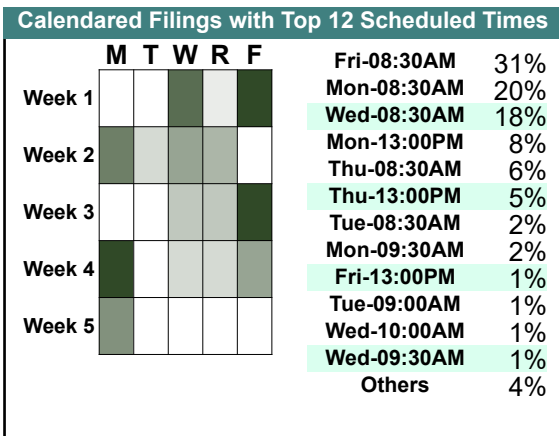 Calendared Filings with Top 12 Scheduled Times
M T W R F
Week 1
Week 2
Week 3
Week 4
Week 5
Fri-08:30AM 31%
Mon-08:30AM 20%
Wed-08:30AM 18%
Mon-13:00PM 8%
Thu-08:30AM 6%
Thu-13:00PM 5%
Tue-08:30AM 2%
Mon-09:30AM 2%
Fri-13:00PM 1%
Tue-09:00AM 1%
Wed-10:00AM 1%
Wed-09:30AM 1%
Others 4%